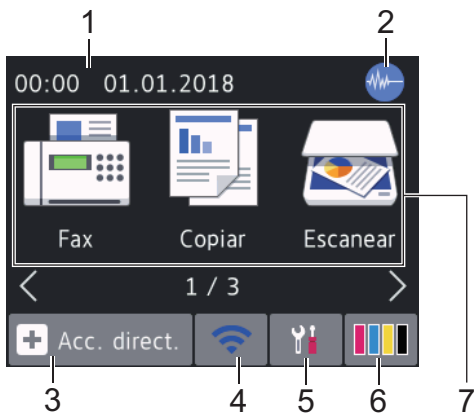 1 2
00:00 01.01.2018
Fax Copiar Escanear
1 / 3
Acc. direct.
3 4 5 6 7